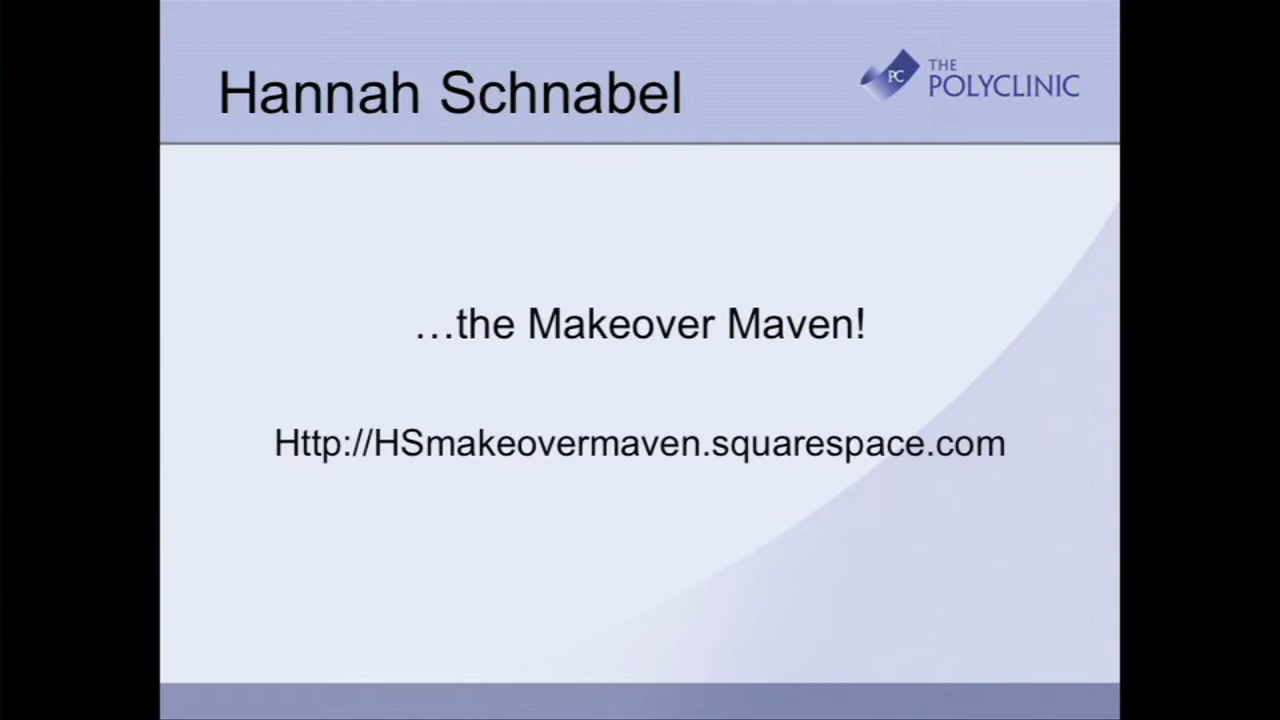 Hannah Schnabel
PC
THE
POLYCLINIC
…the Makeover Maven!
Http://HSmakeovermaven.squarespace.com